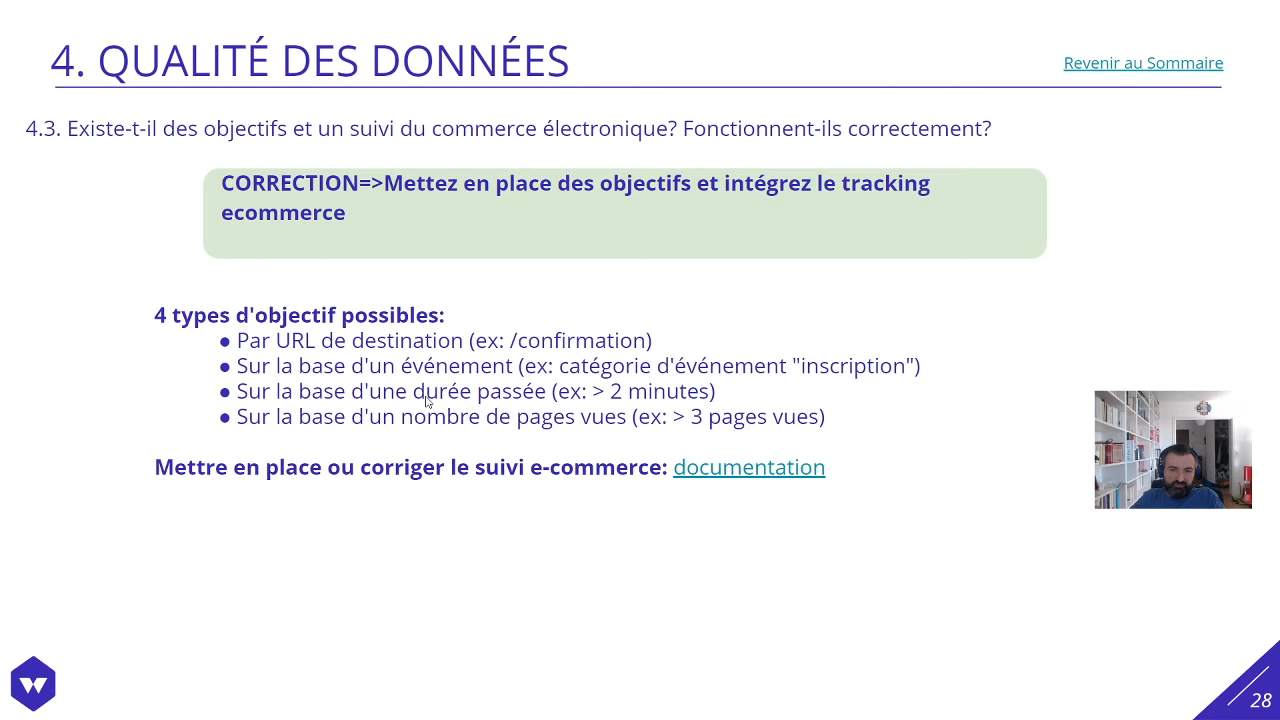 4. QUALITÉ DES DONNÉES
Revenir au Sommaire
4.3. Existe-t-il des objectifs et un suivi du commerce électronique? Fonctionnent-ils correctement?
CORRECTION=>Mettez en place des objectifs et intégrez le tracking
ecommerce
4 types d'objectif possibles:
● Par URL de destination (ex: /confirmation)
● Sur la base d'un événement (ex: catégorie d'événement "inscription")
● Sur la base d'une durée passée (ex: > 2 minutes)
● Sur la base d'un nombre de pages vues (ex: > 3 pages vues)
Mettre en place ou corriger le suivi e-commerce: documentation
28